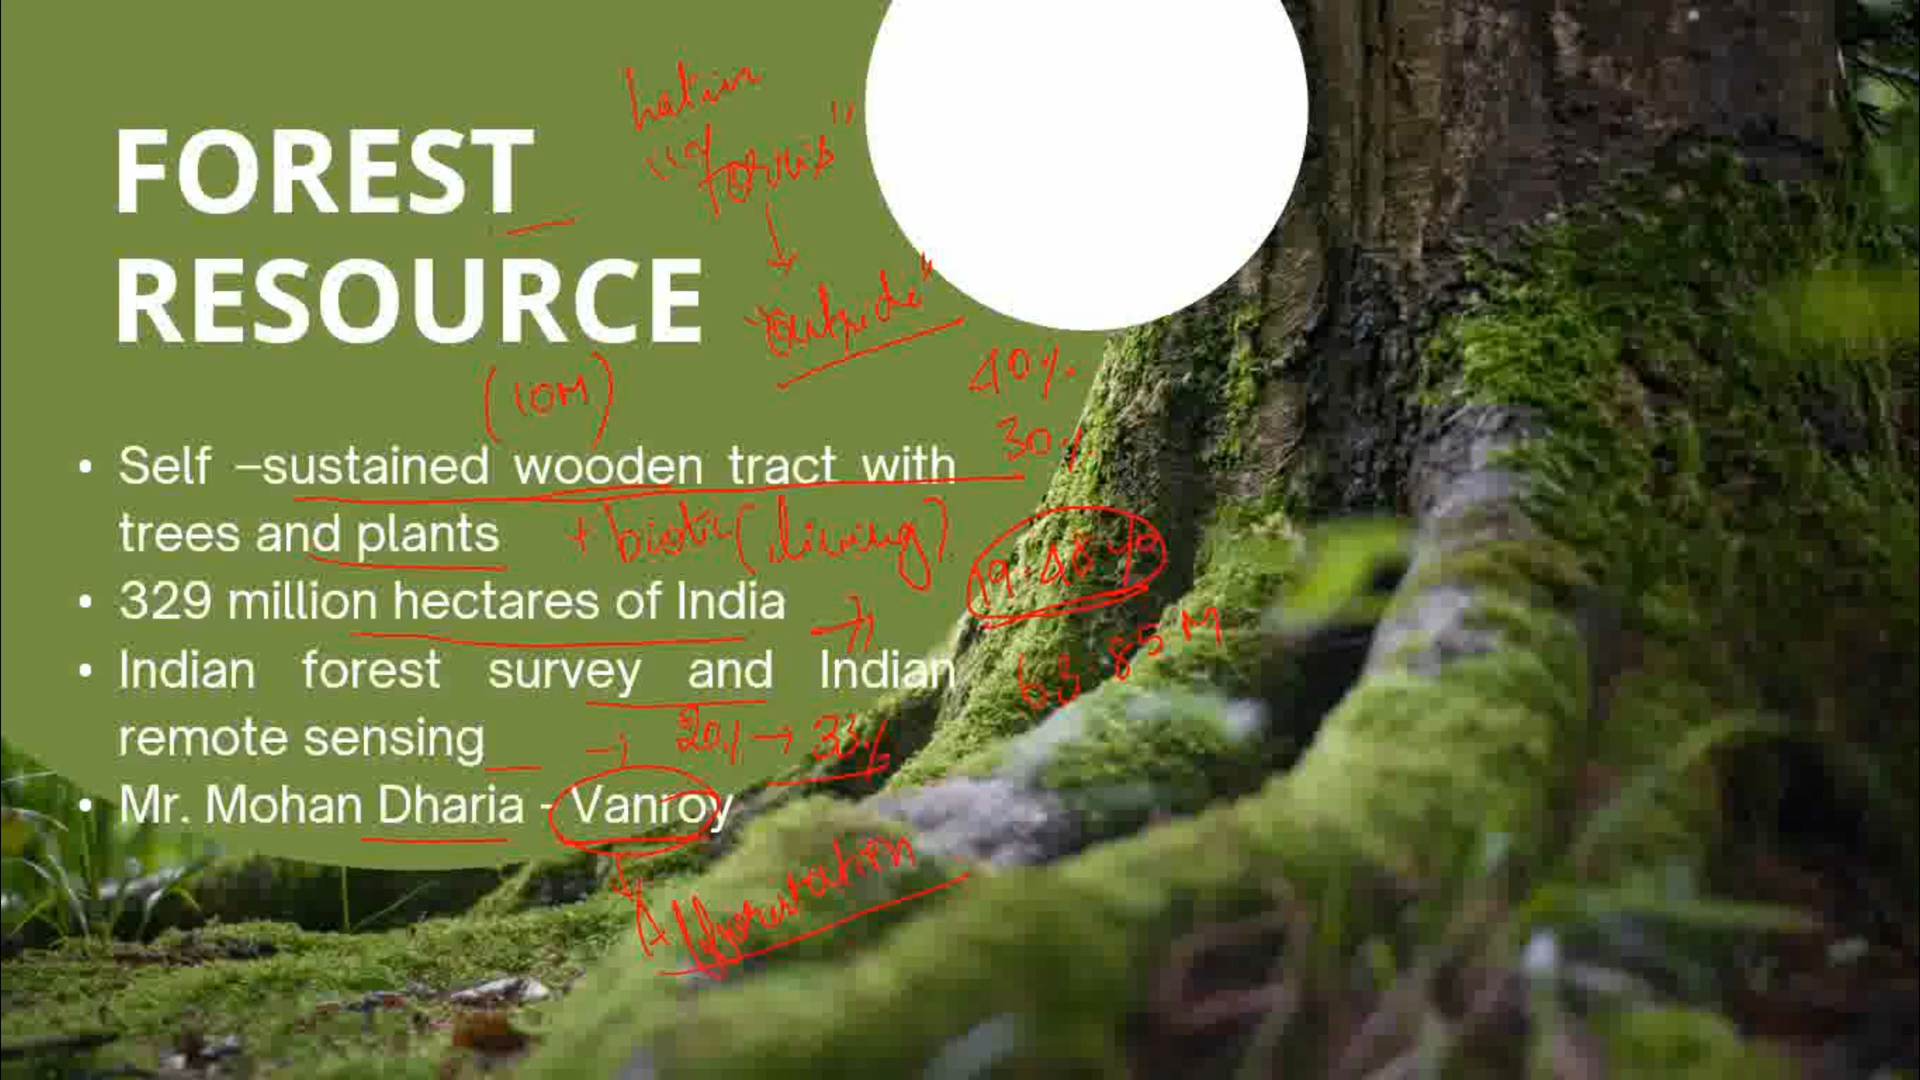 Latin
FOREST
"foris"
RESOURCE
"outside"
(10M)
40%
30%
Self –sustained wooden tract with
trees and plants + biotic (living)
19.48%
329 million hectares of India →
63.85 M
Indian forest survey and Indian
remote sensing → 20% → 33%
Mr. Mohan Dharia - Vanroy
Afforestation